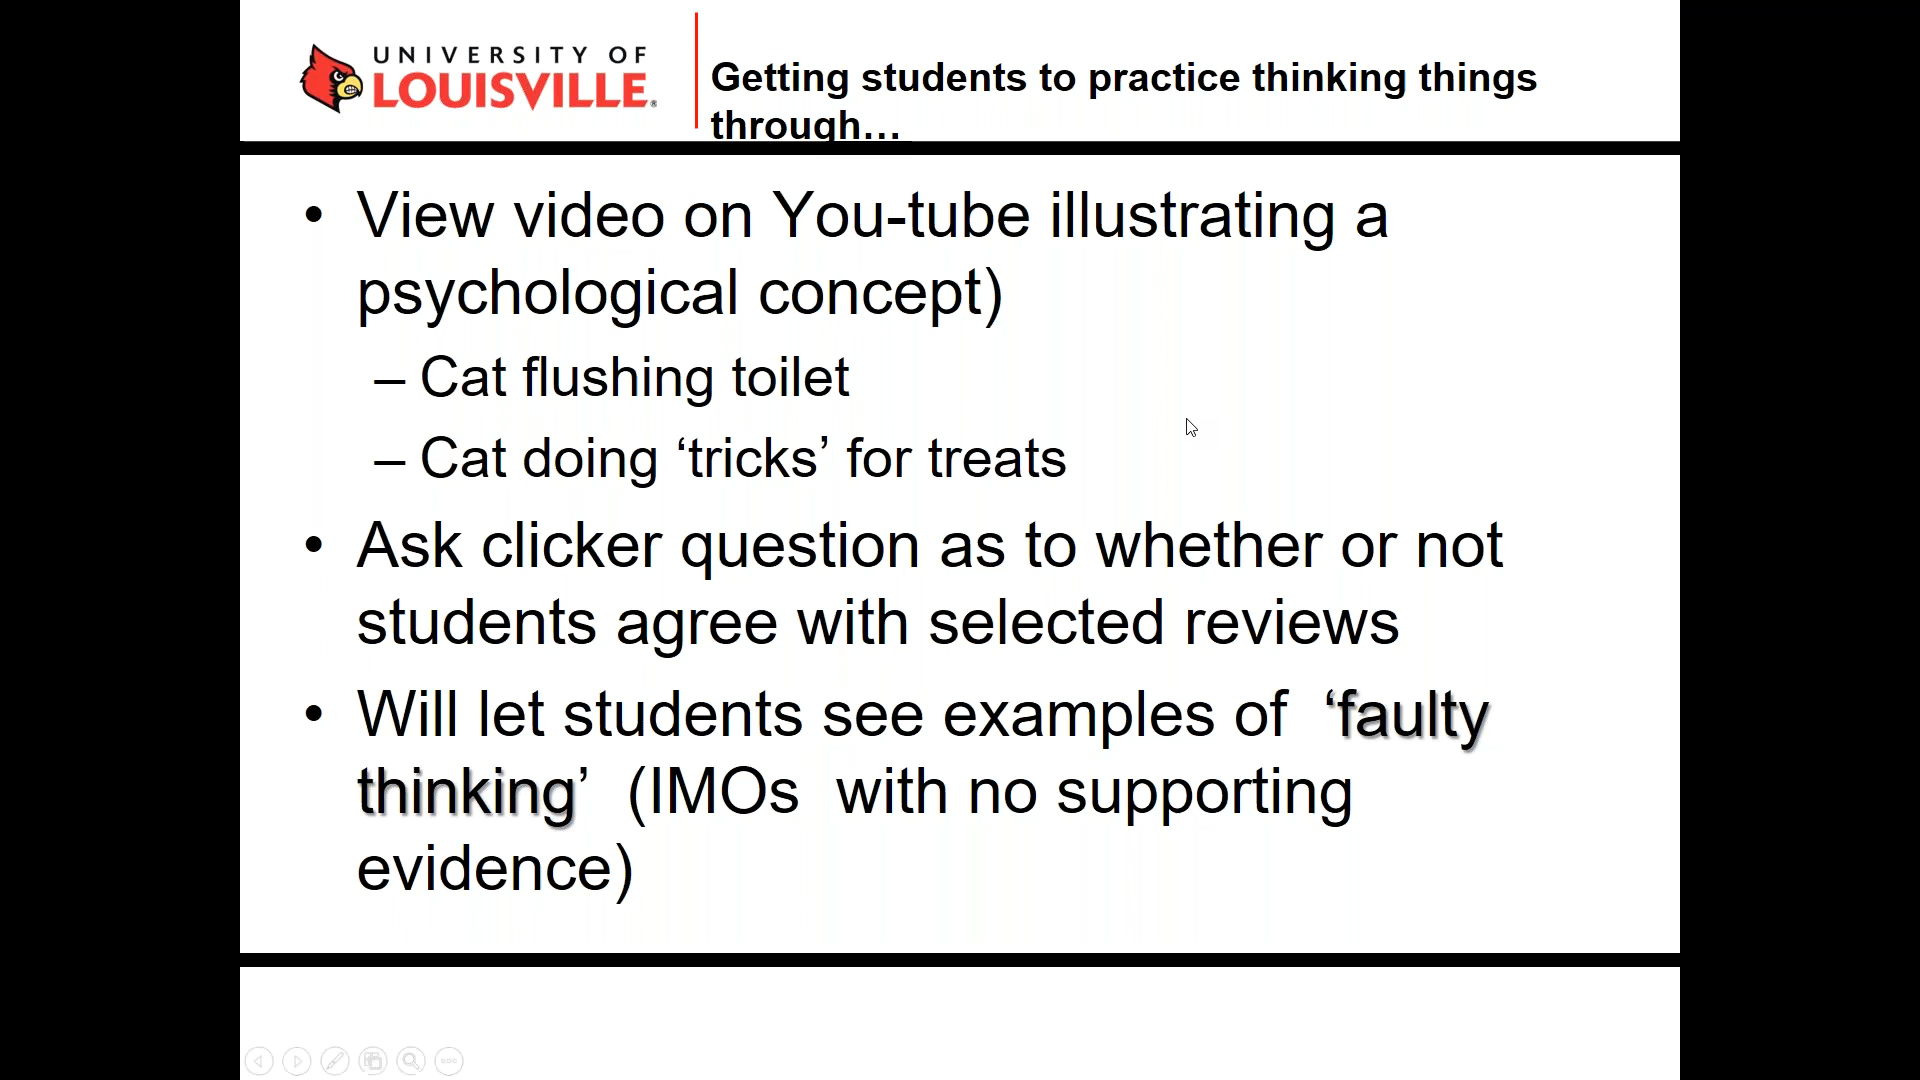 UNIVERSITY OF
LOUISVILLE®
Getting students to practice thinking things
through…
• View video on You-tube illustrating a
psychological concept)
– Cat flushing toilet
– Cat doing ‘tricks’ for treats
• Ask clicker question as to whether or not
students agree with selected reviews
• Will let students see examples of ‘faulty
thinking’ (IMOs with no supporting
evidence)